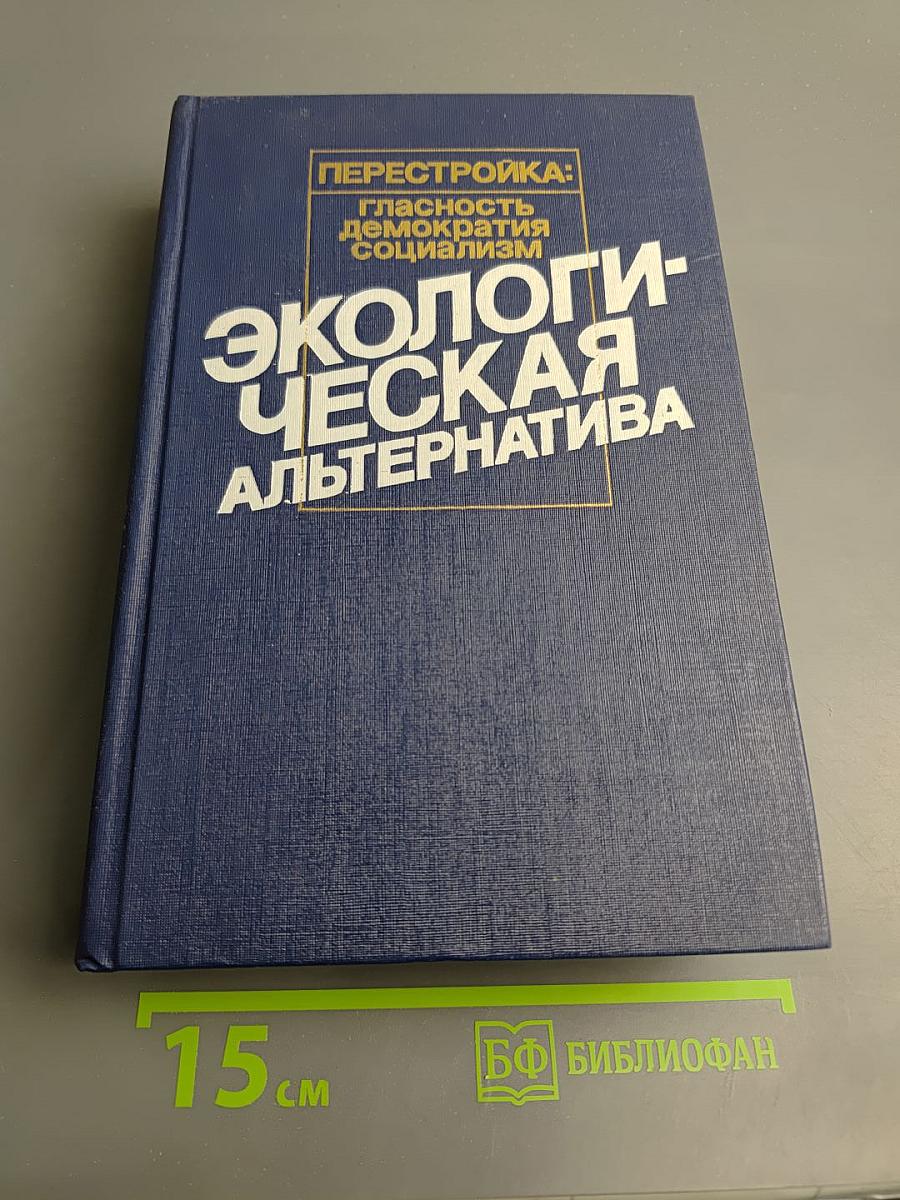 ПЕРЕСТРОЙКА:
гласность
демократия
социализм
ЭКОЛОГИ-
ЧЕСКАЯ
АЛЬТЕРНАТИВА
15 см
БФ БИБЛИОФАН